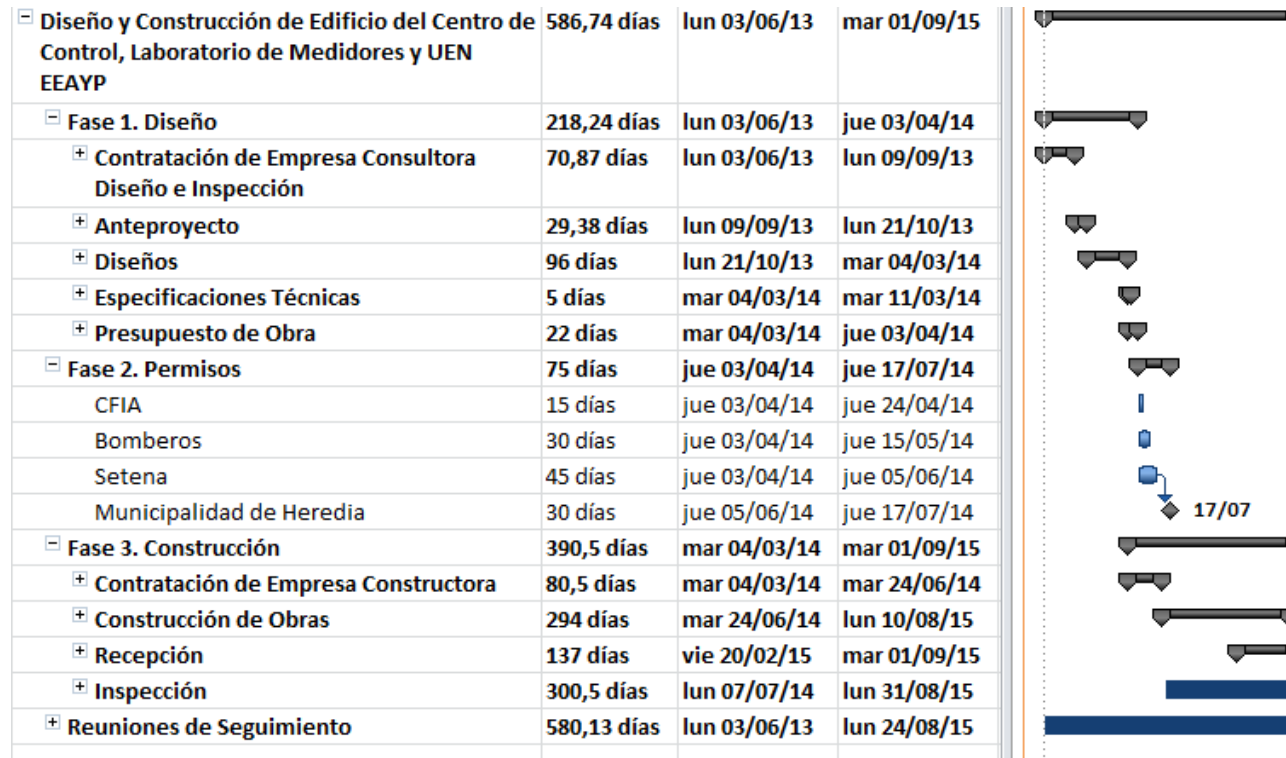 Diseño y Construcción de Edificio del Centro de 586,74 días lun 03/06/13 mar 01/09/15
Control, Laboratorio de Medidores y UEN
EEAYP
Fase 1. Diseño 218,24 días lun 03/06/13 jue 03/04/14
Contratación de Empresa Consultora 70,87 días lun 03/06/13 lun 09/09/13
Diseño e Inspección
Anteproyecto 29,38 días lun 09/09/13 lun 21/10/13
Diseños 96 días lun 21/10/13 mar 04/03/14
Especificaciones Técnicas 5 días mar 04/03/14 mar 11/03/14
Presupuesto de Obra 22 días mar 04/03/14 jue 03/04/14
Fase 2. Permisos 75 días jue 03/04/14 jue 17/07/14
CFIA 15 días jue 03/04/14 jue 24/04/14
Bomberos 30 días jue 03/04/14 jue 15/05/14
Setena 45 días jue 03/04/14 jue 05/06/14
Municipalidad de Heredia 30 días jue 05/06/14 jue 17/07/14 17/07
Fase 3. Construcción 390,5 días mar 04/03/14 mar 01/09/15
Contratación de Empresa Constructora 80,5 días mar 04/03/14 mar 24/06/14
Construcción de Obras 294 días mar 24/06/14 lun 10/08/15
Recepción 137 días vie 20/02/15 mar 01/09/15
Inspección 300,5 días lun 07/07/14 lun 31/08/15
Reuniones de Seguimiento 580,13 días lun 03/06/13 lun 24/08/15